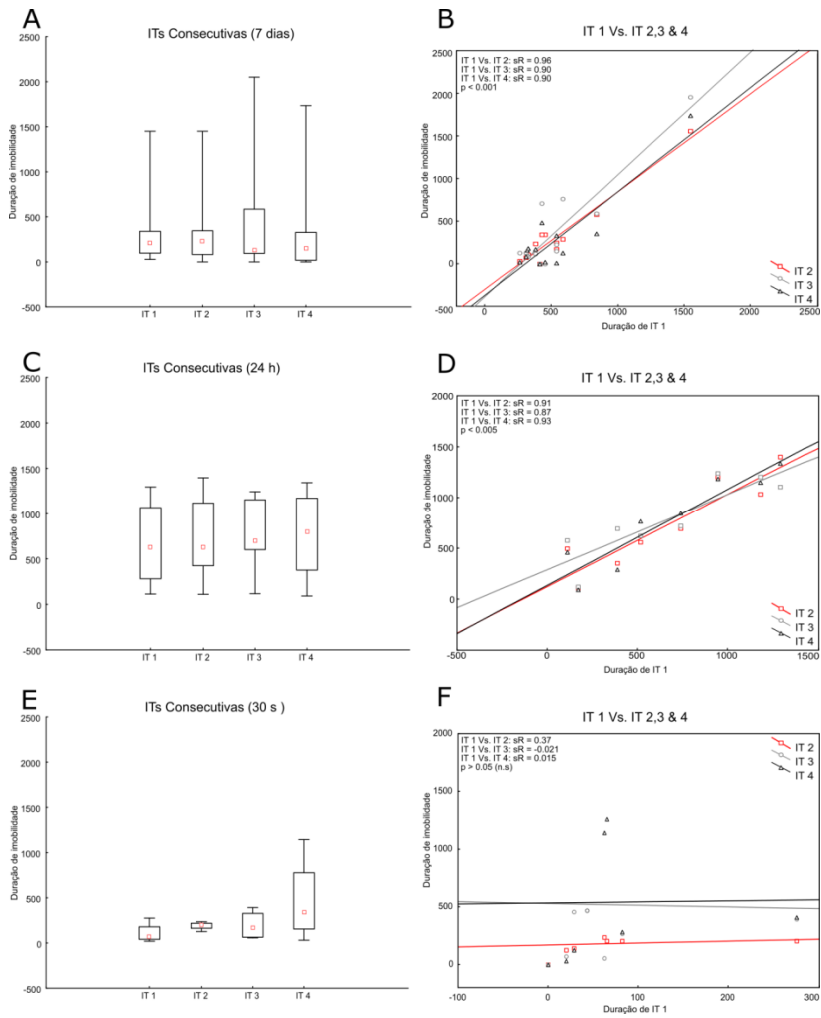 A
ITs Consecutivas (7 dias)
Duração de imobilidade
2500
2000
1500
1000
500
0
-500
IT 1
IT 2
IT 3
IT 4
B
IT 1 Vs. IT 2,3 & 4
IT 1 Vs. IT 2: sR = 0.96
IT 1 Vs. IT 3: sR = 0.90
IT 1 Vs. IT 4: sR = 0.90
p < 0.001
Duração de imobilidade
2500
2000
1500
1000
500
0
-500
0
500
1000
1500
2000
2500
Duração de IT 1
IT 2
IT 3
IT 4
C
ITs Consecutivas (24 h)
Duração de imobilidade
2500
2000
1500
1000
500
0
-500
IT 1
IT 2
IT 3
IT 4
D
IT 1 Vs. IT 2,3 & 4
IT 1 Vs. IT 2: sR = 0.91
IT 1 Vs. IT 3: sR = 0.87
IT 1 Vs. IT 4: sR = 0.93
p < 0.005
Duração de imobilidade
2000
1500
1000
500
0
-500
-500
0
500
1000
1500
Duração de IT 1
IT 2
IT 3
IT 4
E
ITs Consecutivas (30 s )
Duração de imobilidade
2500
2000
1500
1000
500
0
-500
IT 1
IT 2
IT 3
IT 4
F
IT 1 Vs. IT 2,3 & 4
IT 1 Vs. IT 2: sR = 0.37
IT 1 Vs. IT 3: sR = -0.021
IT 1 Vs. IT 4: sR = 0.015
p > 0.05 (n.s)
IT 2
IT 3
IT 4
Duração de imobilidade
2000
1500
1000
500
0
-100
0
100
200
300
Duração de IT 1